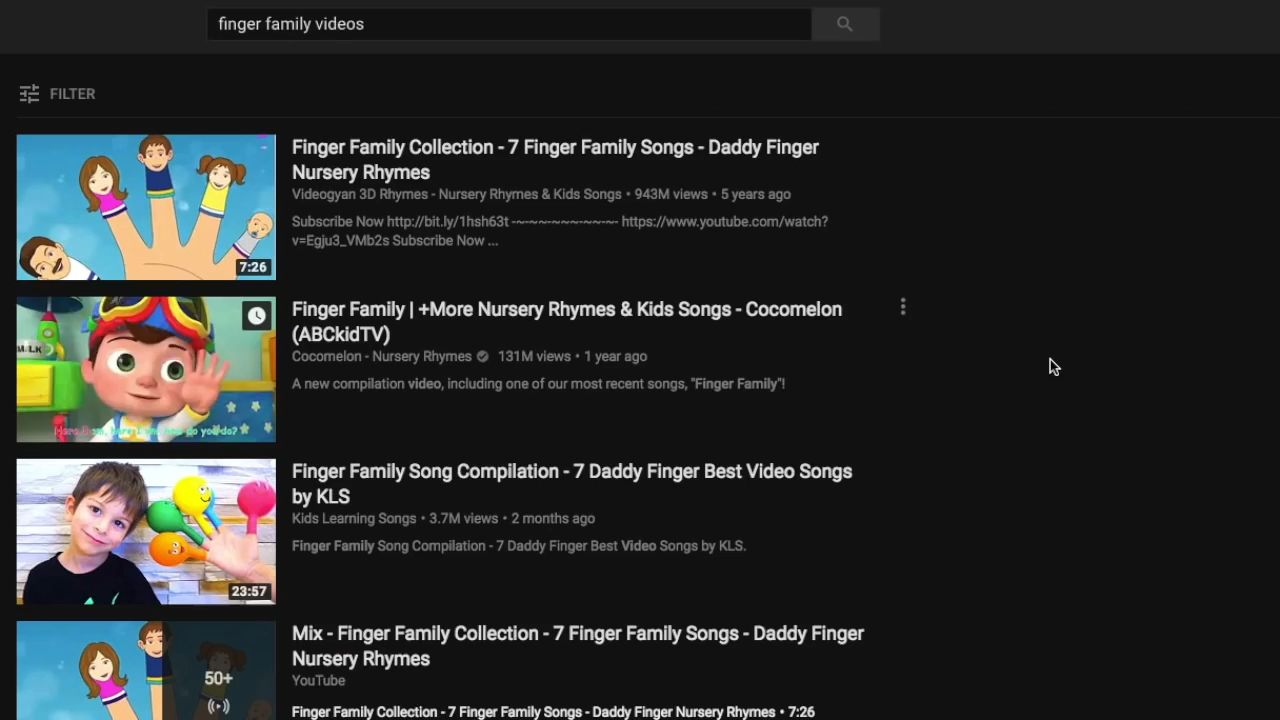 finger family videos
FILTER
Finger Family Collection - 7 Finger Family Songs - Daddy Finger
Nursery Rhymes
Videogyan 3D Rhymes - Nursery Rhymes & Kids Songs • 943M views • 5 years ago
Subscribe Now http://bit.ly/1hsh63t -~-~~-~~~-~~-~- https://www.youtube.com/watch?
v=Egju3_VMb2s Subscribe Now ...
7:26
Finger Family | +More Nursery Rhymes & Kids Songs - Cocomelon
(ABCkidTV)
Cocomelon - Nursery Rhymes 131M views • 1 year ago
A new compilation video, including one of our most recent songs, "Finger Family"!
MILK
do you do?
Finger Family Song Compilation - 7 Daddy Finger Best Video Songs
by KLS
Kids Learning Songs • 3.7M views • 2 months ago
Finger Family Song Compilation - 7 Daddy Finger Best Video Songs by KLS.
23:57
Mix - Finger Family Collection - 7 Finger Family Songs - Daddy Finger
Nursery Rhymes
50+
YouTube
Finger Family Collection - 7 Finger Family Songs - Daddy Finger Nursery Rhymes • 7:26